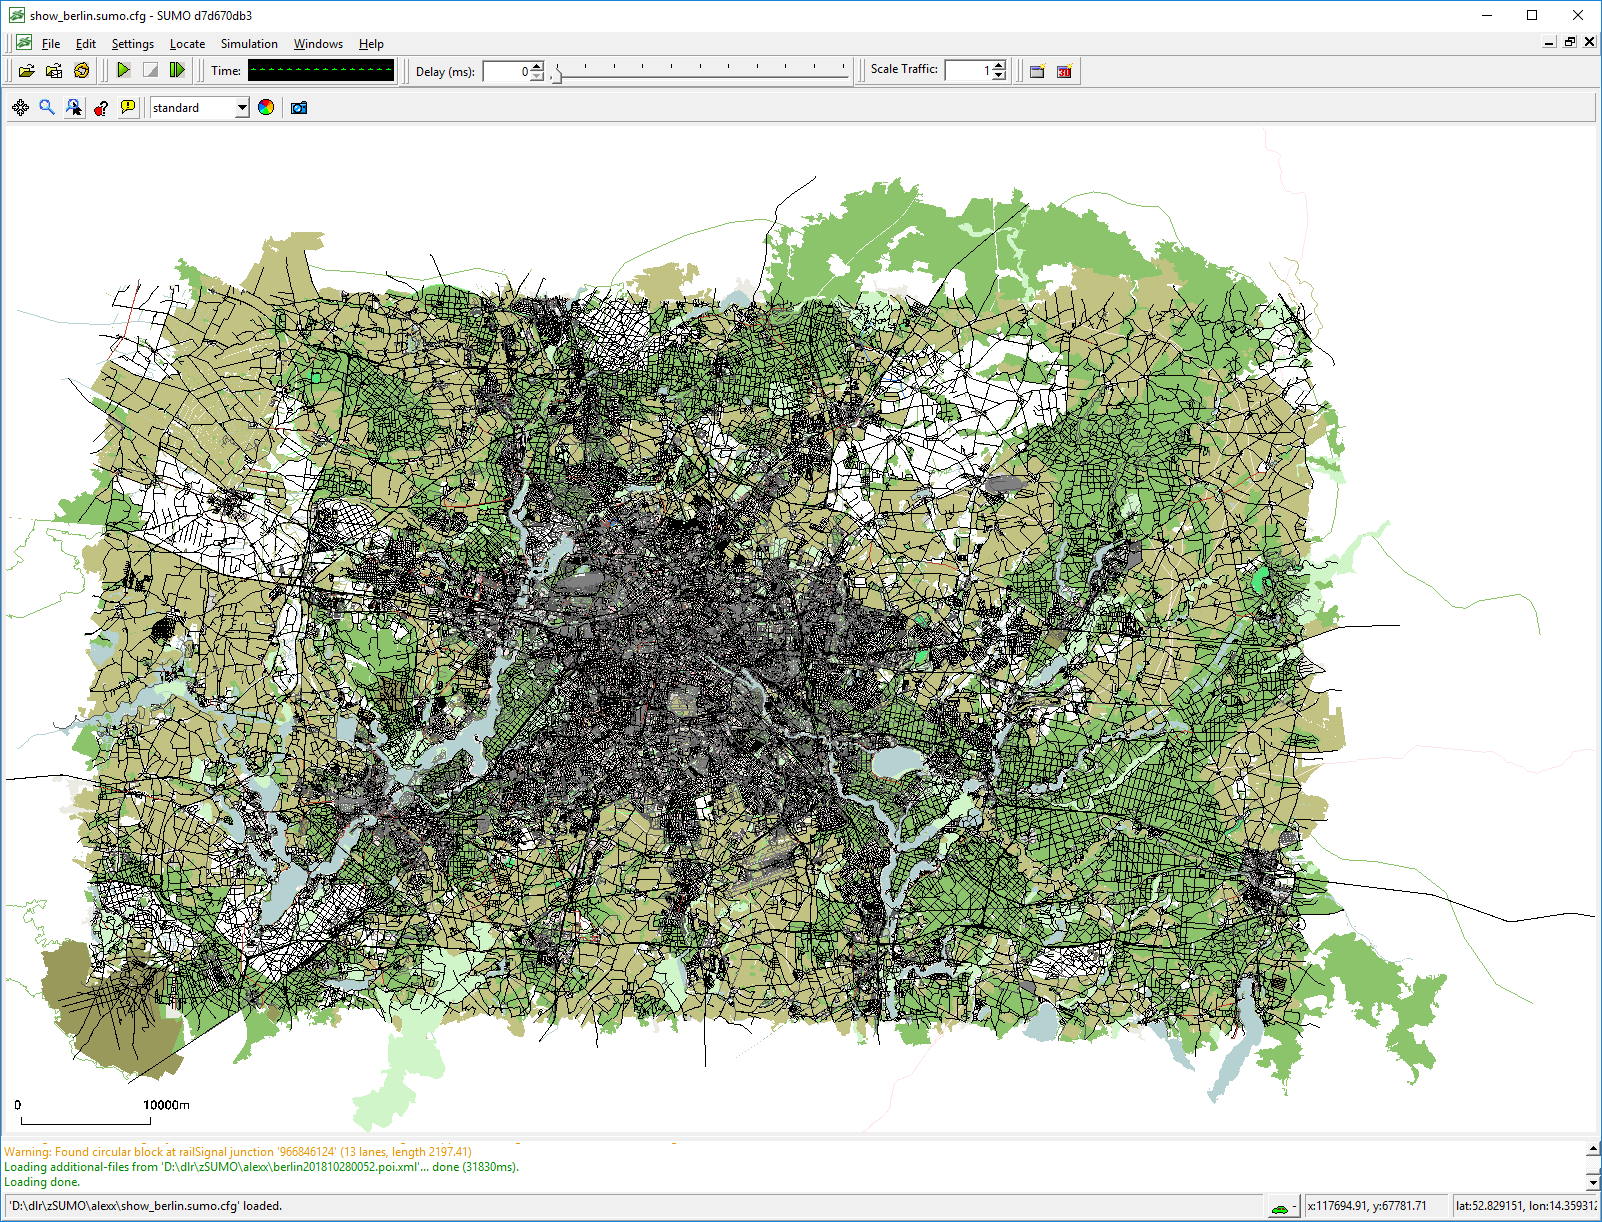 show_berlin.sumo.cfg - SUMO d7d670db3
File Edit Settings Locate Simulation Windows Help
Time: Delay (ms): 0 Scale Traffic: 1
standard
0 10000m
Warning: Found circular block at railSignal junction '966846124' (13 lanes, length 2197.41)
Loading additional-files from 'D:\dlr\zSUMO\alexx\berlin201810280052.poi.xml'... done (31830ms).
Loading done.
'D:\dlr\zSUMO\alexx\show_berlin.sumo.cfg' loaded. - x:117694.91, y:67781.71 lat:52.829151, lon:14.359312